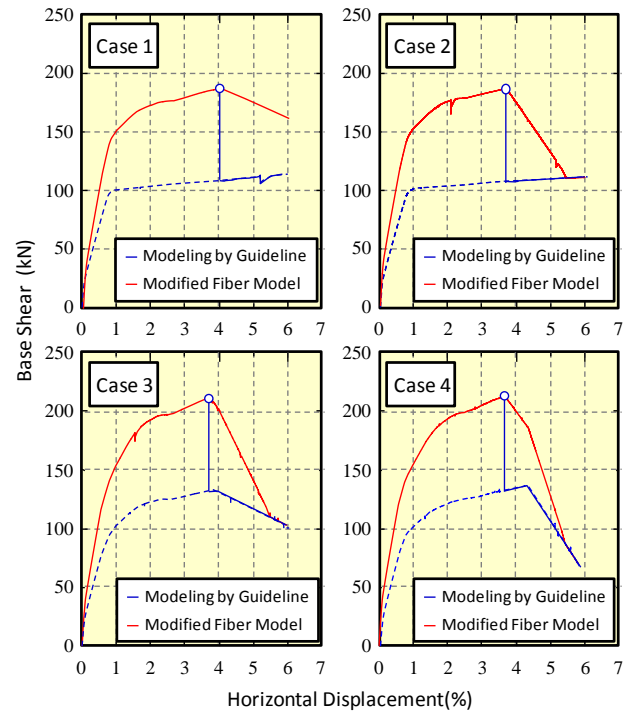 Case 1
250
200
150
100
50
0
0 1 2 3 4 5 6 7
Modeling by Guideline
Modified Fiber Model
Case 2
250
200
150
100
50
0
0 1 2 3 4 5 6 7
Modeling by Guideline
Modified Fiber Model
Base Shear (kN)
Case 3
250
200
150
100
50
0
0 1 2 3 4 5 6 7
Modeling by Guideline
Modified Fiber Model
Case 4
250
200
150
100
50
0
0 1 2 3 4 5 6 7
Modeling by Guideline
Modified Fiber Model
Horizontal Displacement(%)